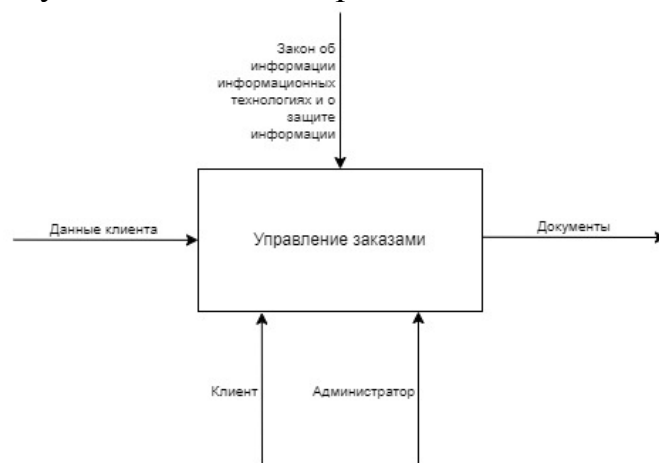 Закон об
информации
информационных
технологиях и о
защите
информации
Данные клиента
Управление заказами
Документы
Клиент
Администратор